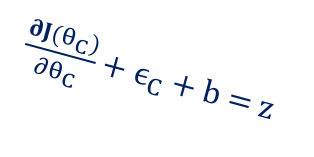 ∂J(θ_C)/∂θ_C + ϵ_C + b = z